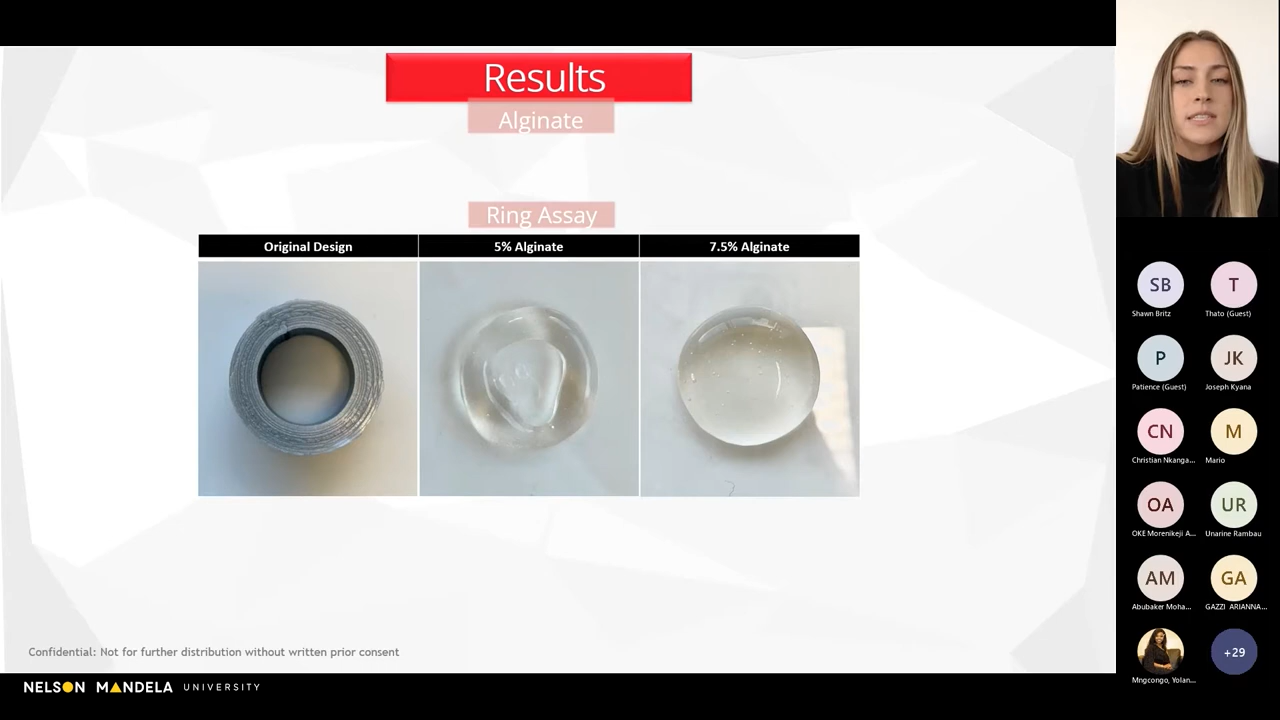 Results
Alginate
Ring Assay
Original Design
5% Alginate
7.5% Alginate
Confidential: Not for further distribution without written prior consent
NELSON MANDELA UNIVERSITY
SB
T
Shawn Britz
Thato (Guest)
P
JK
Patience (Guest)
Joseph Kyana
CN
M
Christian Nkanga...
Mario
OA
UR
OKE Morenikeji A...
Unarine Rambau
AM
GA
Abubaker Moha...
GAZZI ARIANNA...
+29
Mngcongo, Yolan...